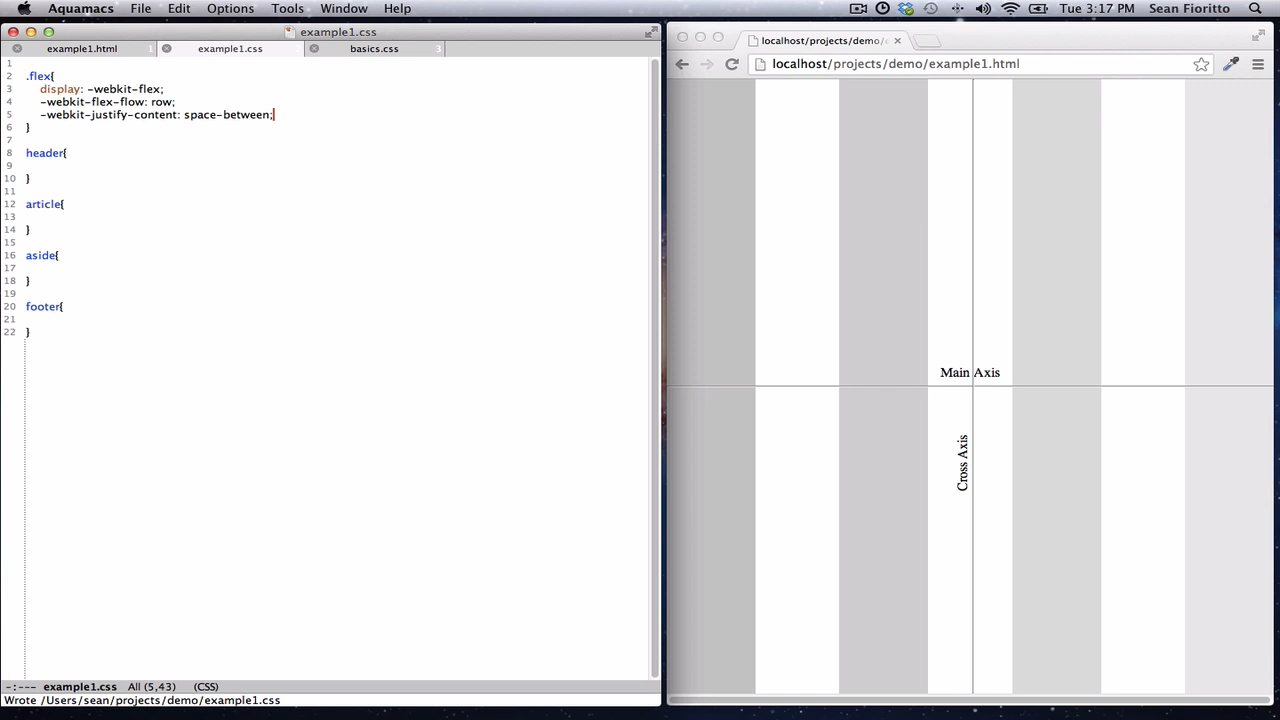 Aquamacs File Edit Options Tools Window Help Tue 3:17 PM Sean Fioritto
example1.css
example1.html 1 example1.css basics.css 3
localhost/projects/demo/
localhost/projects/demo/example1.html
1
2 .flex{
3 display: -webkit-flex;
4 -webkit-flex-flow: row;
5 -webkit-justify-content: space-between;
6 }
7
8 header{
9
10 }
11
12 article{
13
14 }
15
16 aside{
17
18 }
19
20 footer{
21
22 }
Main Axis
Cross Axis
-:--- example1.css All (5,43) (CSS)
Wrote /Users/sean/projects/demo/example1.css